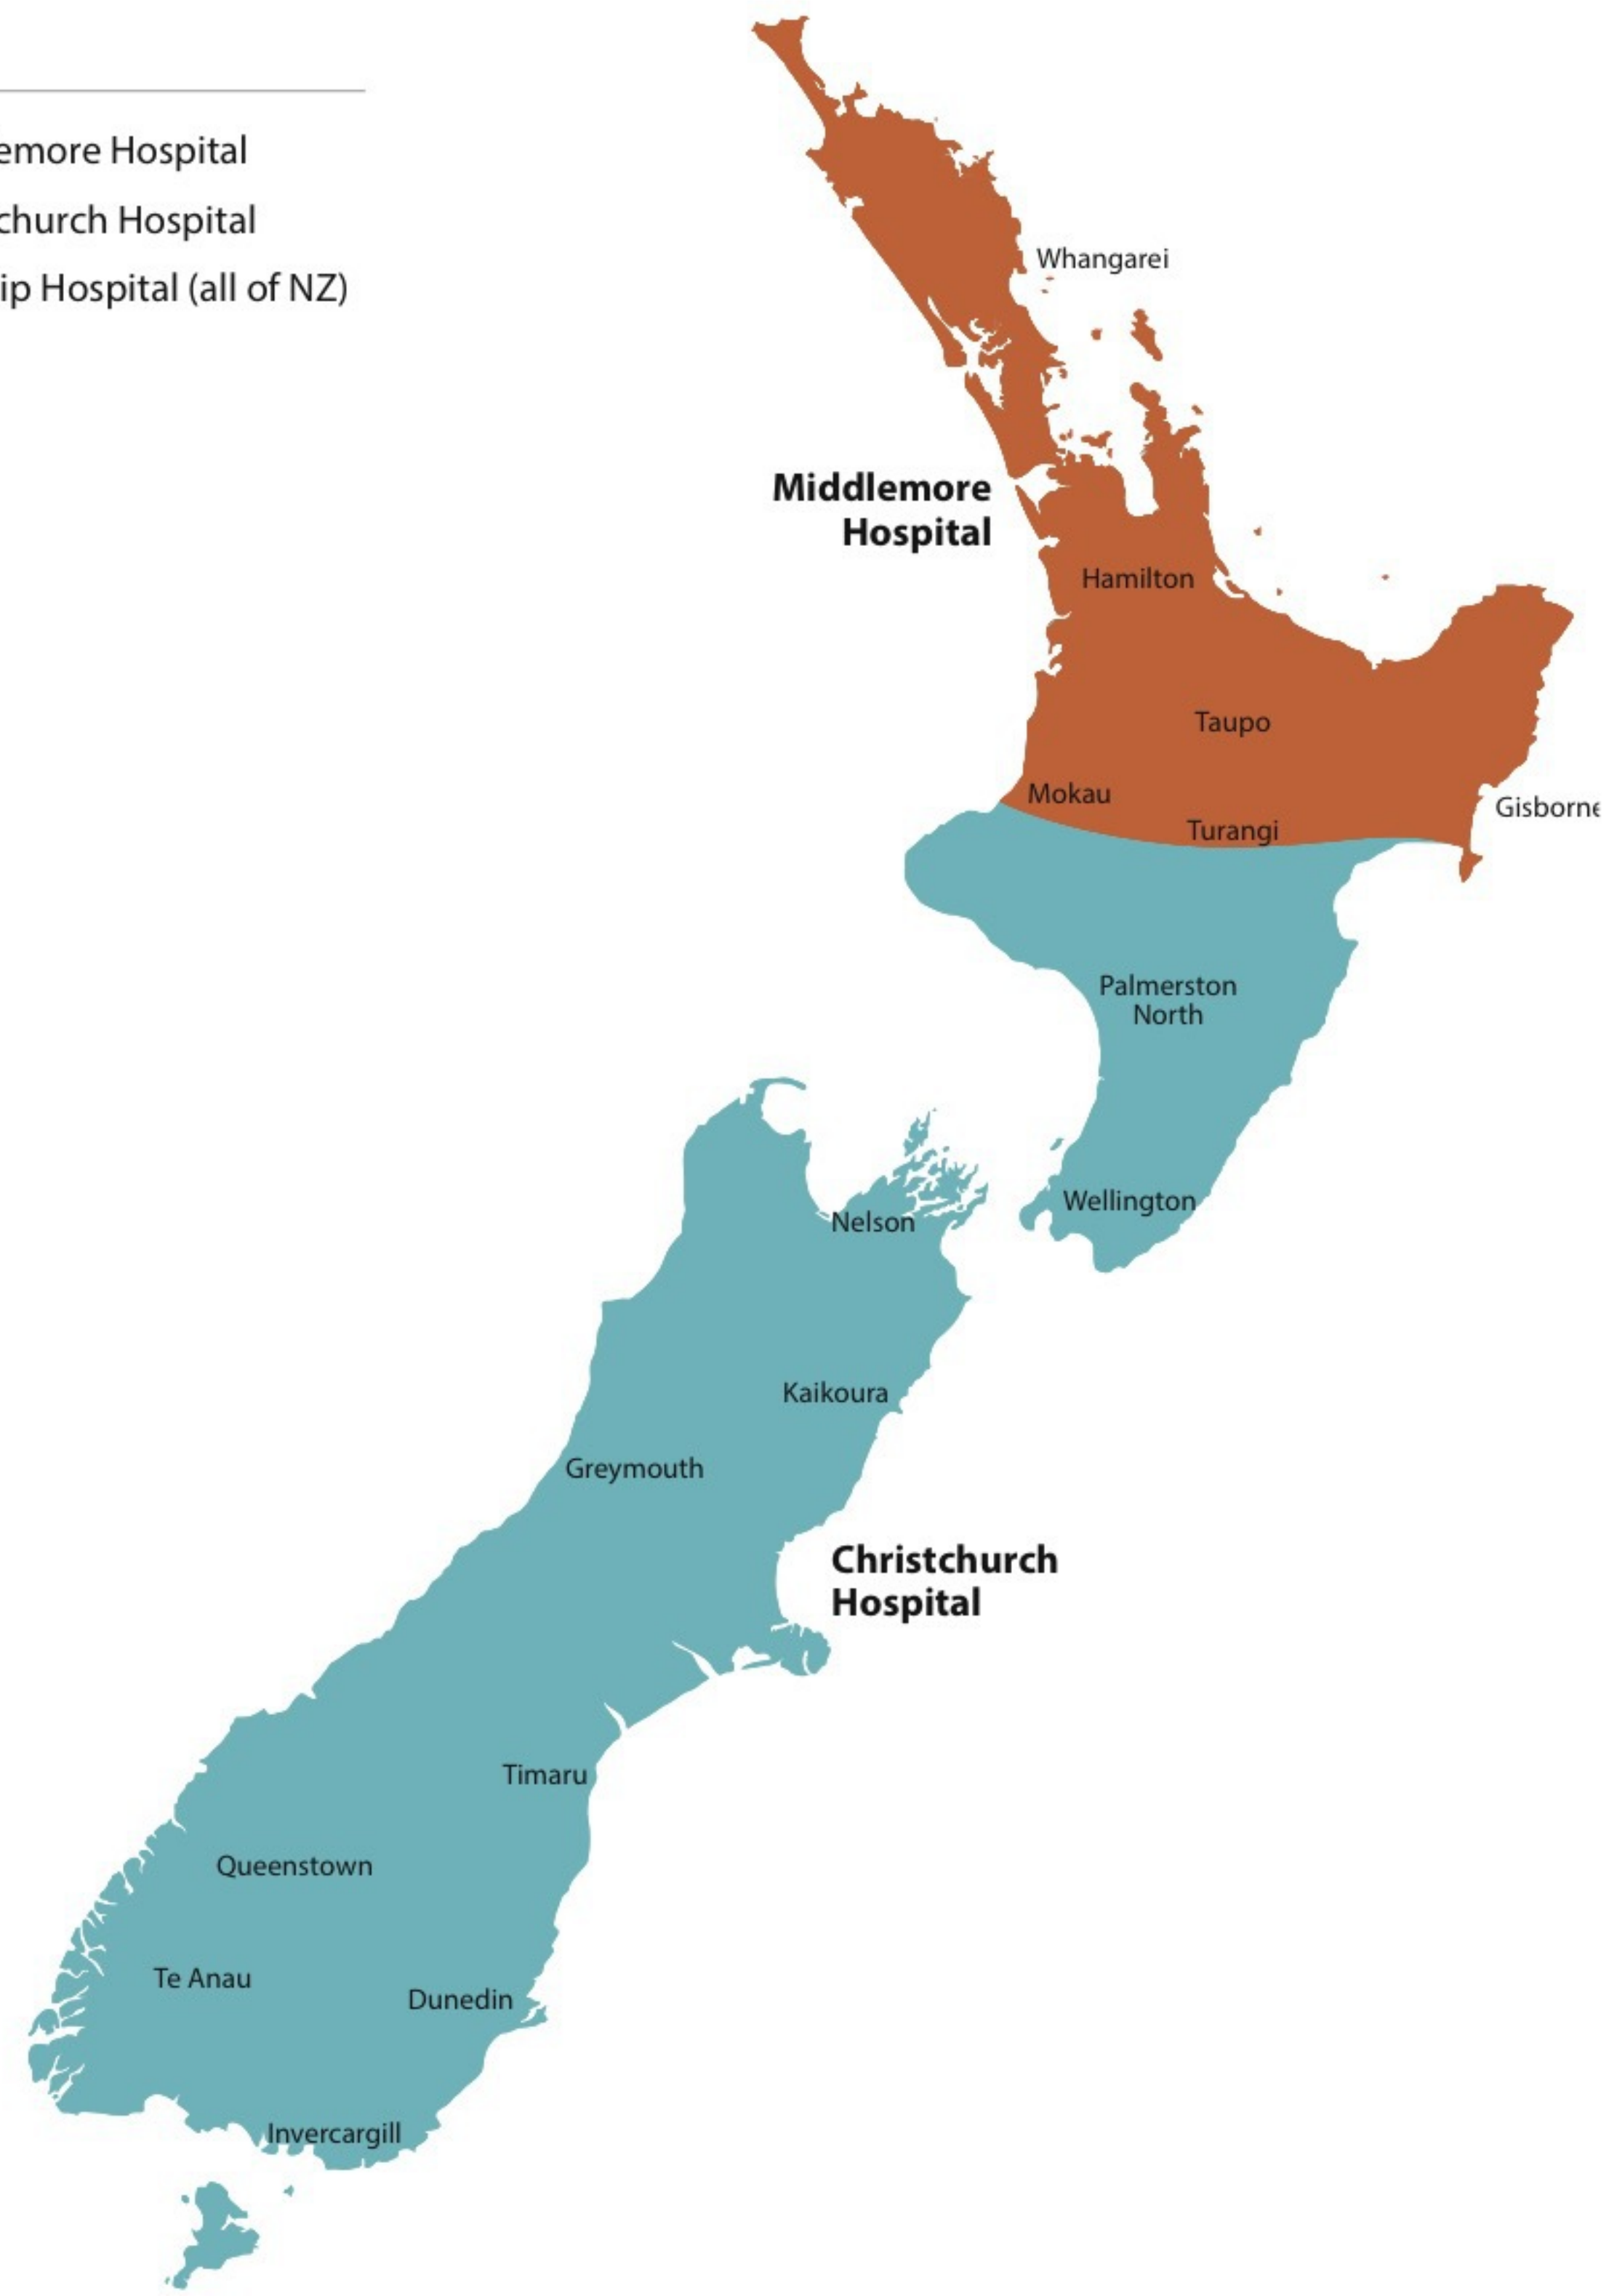 emore Hospital
church Hospital
ip Hospital (all of NZ)
Whangarei
Middlemore
Hospital
Hamilton
Taupo
Mokau
Gisborne
Turangi
Palmerston
North
Wellington
Nelson
Kaikoura
Greymouth
Christchurch
Hospital
Timaru
Queenstown
Te Anau
Dunedin
Invercargill